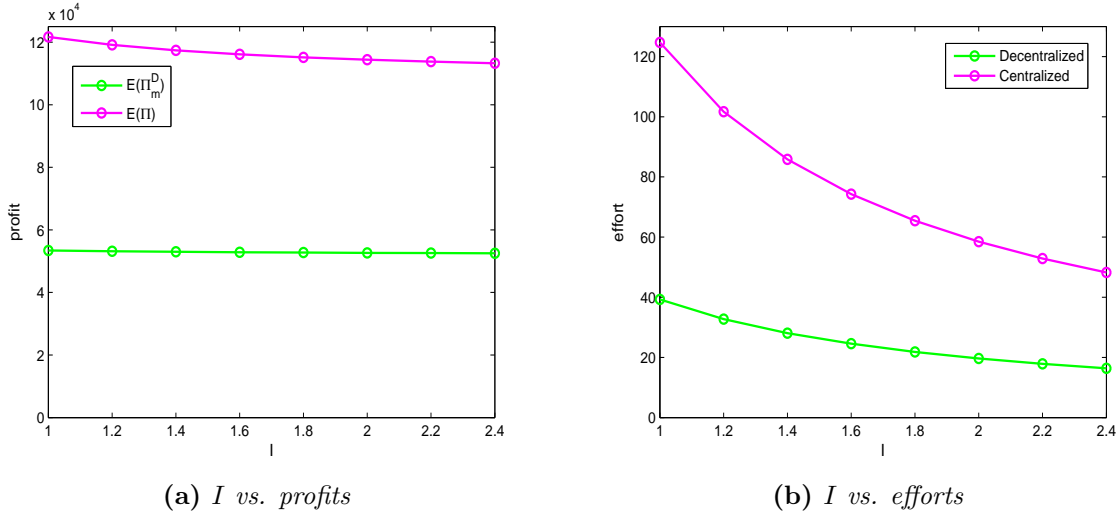 x 10⁴
12
10
8
6
4
2
0
profit
1 1.2 1.4 1.6 1.8 2 2.2 2.4
I
E(Π_m^D)
E(Π)
(a) I vs. profits
120
100
80
60
40
20
0
effort
1 1.2 1.4 1.6 1.8 2 2.2 2.4
I
Decentralized
Centralized
(b) I vs. efforts